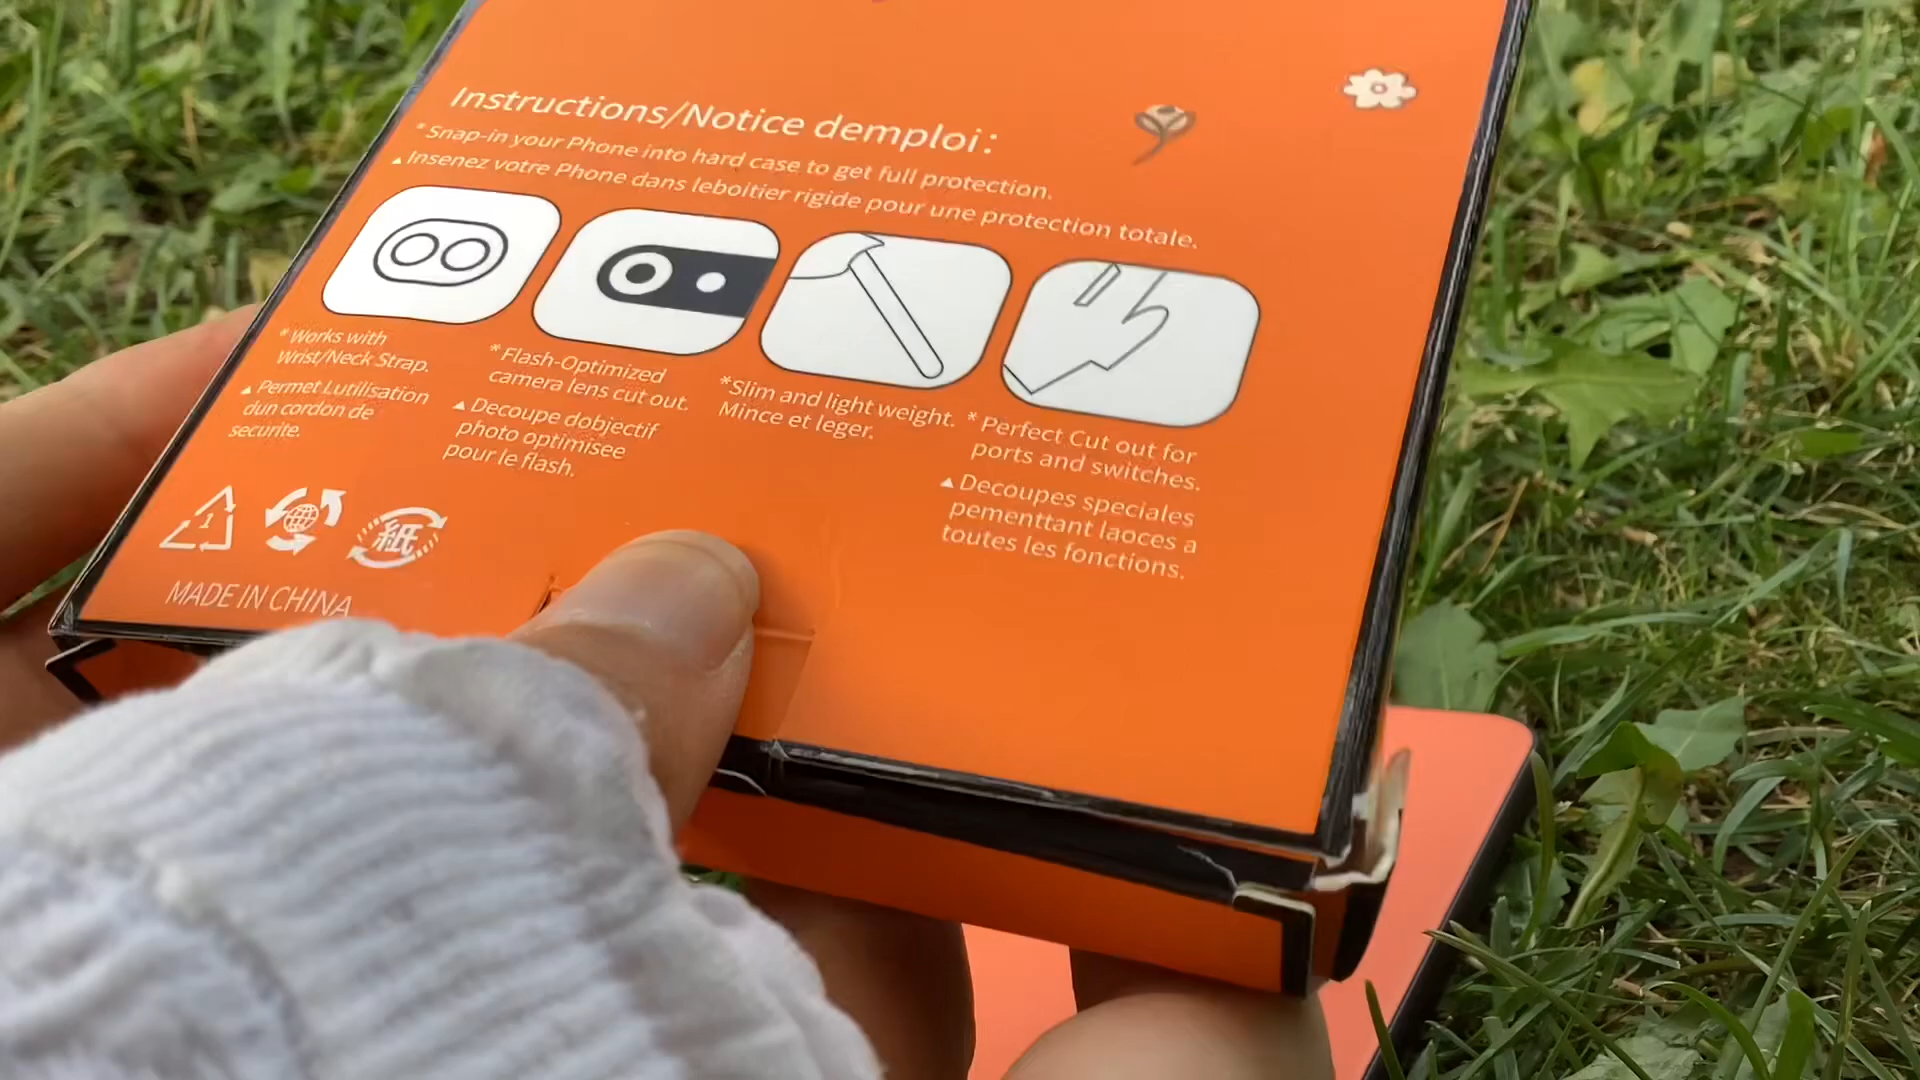 Instructions/Notice demploi:
* Snap-in your Phone into hard case to get full protection.
▲ Insenez votre Phone dans leboitier rigide pour une protection totale.
* Works with
Wrist/Neck Strap.
▲ Permet Lutilisation
dun cordon de
securite.
* Flash-Optimized
camera lens cut out.
▲ Decoupe dobjectif
photo optimisee
pour le flash.
*Slim and light weight.
Mince et leger.
* Perfect Cut out for
ports and switches.
▲ Decoupes speciales
pementtant laoces a
toutes les fonctions.
1
紙
MADE IN CHINA